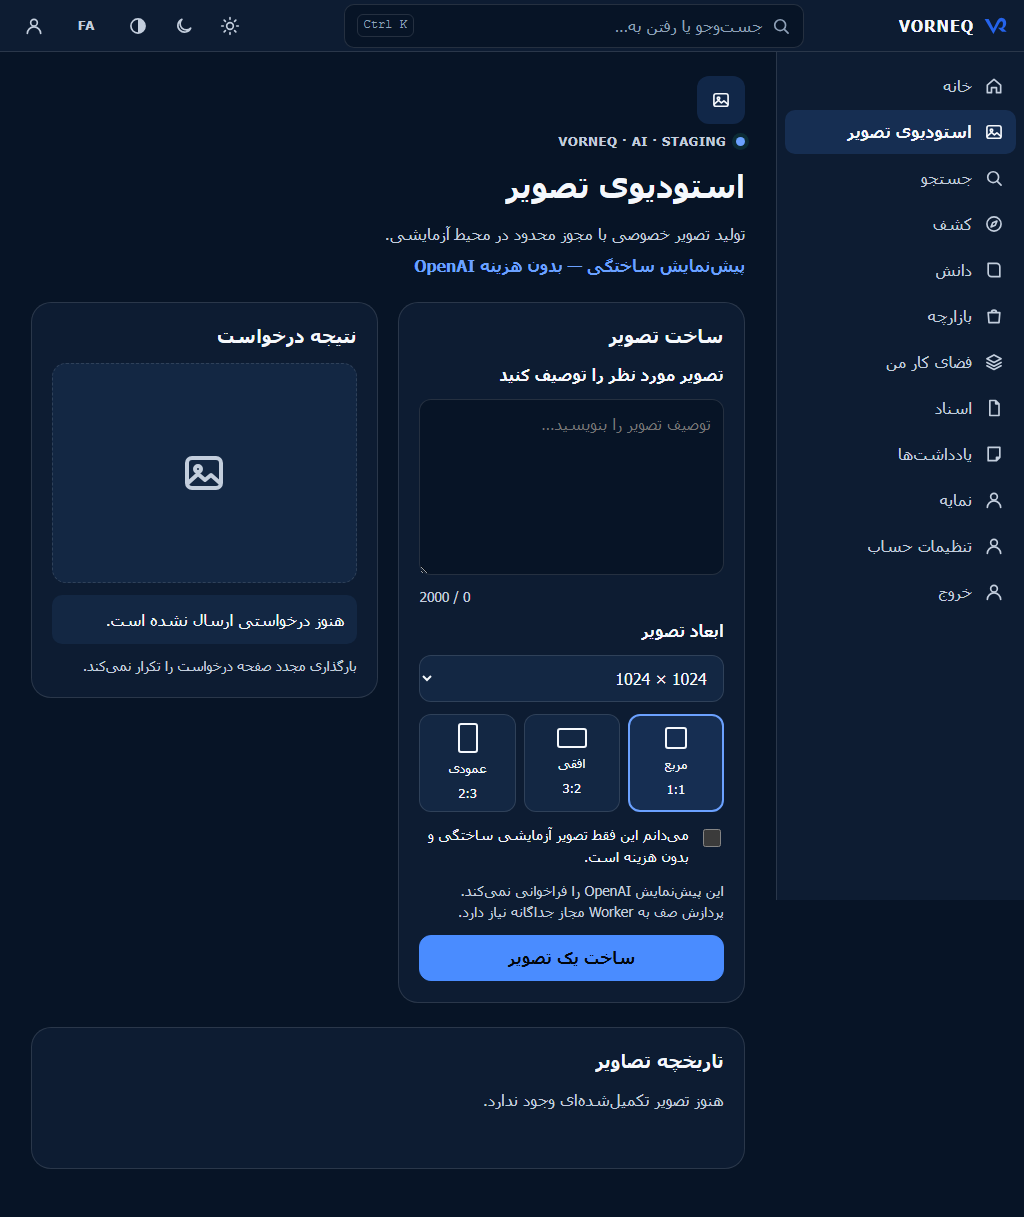 VORNEQ
جست‌وجو یا رفتن به...
Ctrl K
FA
خانه
استودیوی تصویر
جستجو
کشف
دانش
بازارچه
فضای کار من
اسناد
یادداشت‌ها
نمایه
تنظیمات حساب
خروج
VORNEQ · AI · STAGING
استودیوی تصویر
تولید تصویر خصوصی با مجوز محدود در محیط آزمایشی.
پیش‌نمایش ساختگی — بدون هزینه OpenAI
ساخت تصویر
تصویر مورد نظر را توصیف کنید
توصیف تصویر را بنویسید...
0 / 2000
ابعاد تصویر
1024 × 1024
مربع
1:1
افقی
3:2
عمودی
2:3
می‌دانم این فقط تصویر آزمایشی ساختگی و
بدون هزینه است.
این پیش‌نمایش OpenAI را فراخوانی نمی‌کند.
پردازش صف به Worker مجاز جداگانه نیاز دارد.
ساخت یک تصویر
نتیجه درخواست
هنوز درخواستی ارسال نشده است.
بارگذاری مجدد صفحه درخواست را تکرار نمی‌کند.
تاریخچه تصاویر
هنوز تصویر تکمیل‌شده‌ای وجود ندارد.